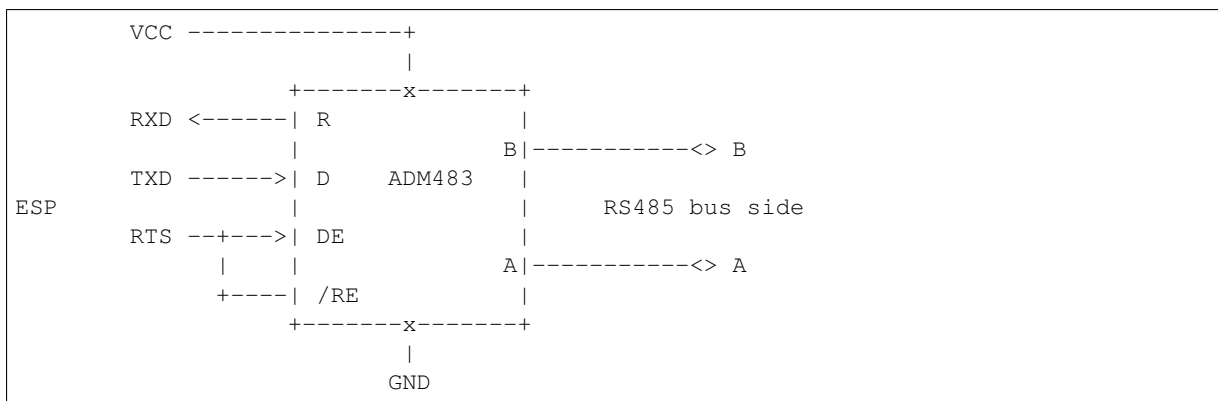 VCC ---------------+
|
+-------x-------+
RXD <------| R |
| B|-----------<> B
TXD ------>| D ADM483 |
ESP | | RS485 bus side
RTS --+--->| DE |
| | A|-----------<> A
+----| /RE |
+-------x-------+
|
GND